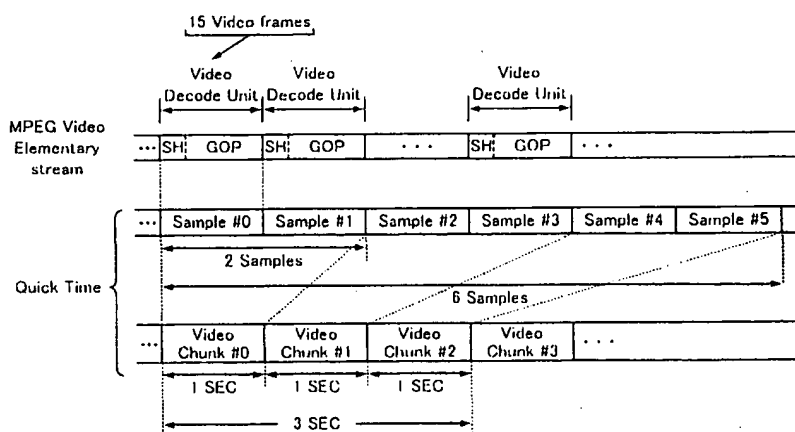 15 Video frames
Video Decode Unit
Video Decode Unit
Video Decode Unit
MPEG Video Elementary stream
... SH GOP SH GOP ... SH GOP ...
... Sample #0 Sample #1 Sample #2 Sample #3 Sample #4 Sample #5
2 Samples
Quick Time
6 Samples
... Video Chunk #0 Video Chunk #1 Video Chunk #2 Video Chunk #3 ...
1 SEC 1 SEC 1 SEC
3 SEC